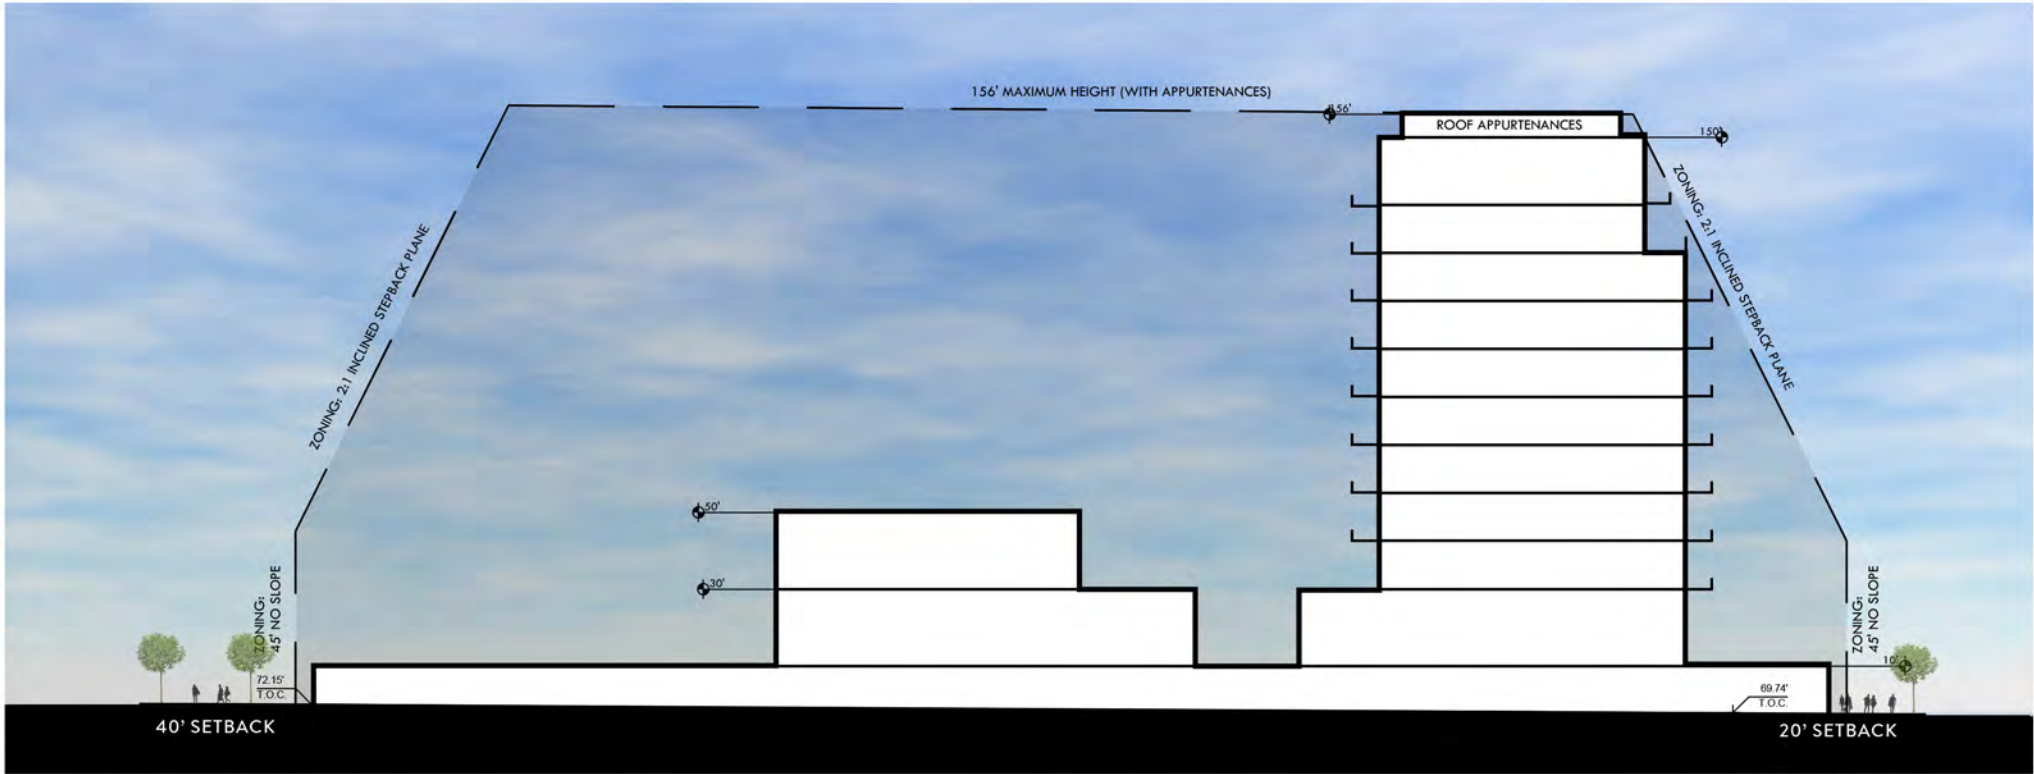 156' MAXIMUM HEIGHT (WITH APPURTENANCES)
156'
ROOF APPURTENANCES
150'
ZONING: 2:1 INCLINED STEPBACK PLANE
ZONING: 2:1 INCLINED STEPBACK PLANE
50'
30'
ZONING:
45' NO SLOPE
ZONING:
45' NO SLOPE
10'
72.15'
T.O.C.
69.74'
T.O.C.
40' SETBACK
20' SETBACK